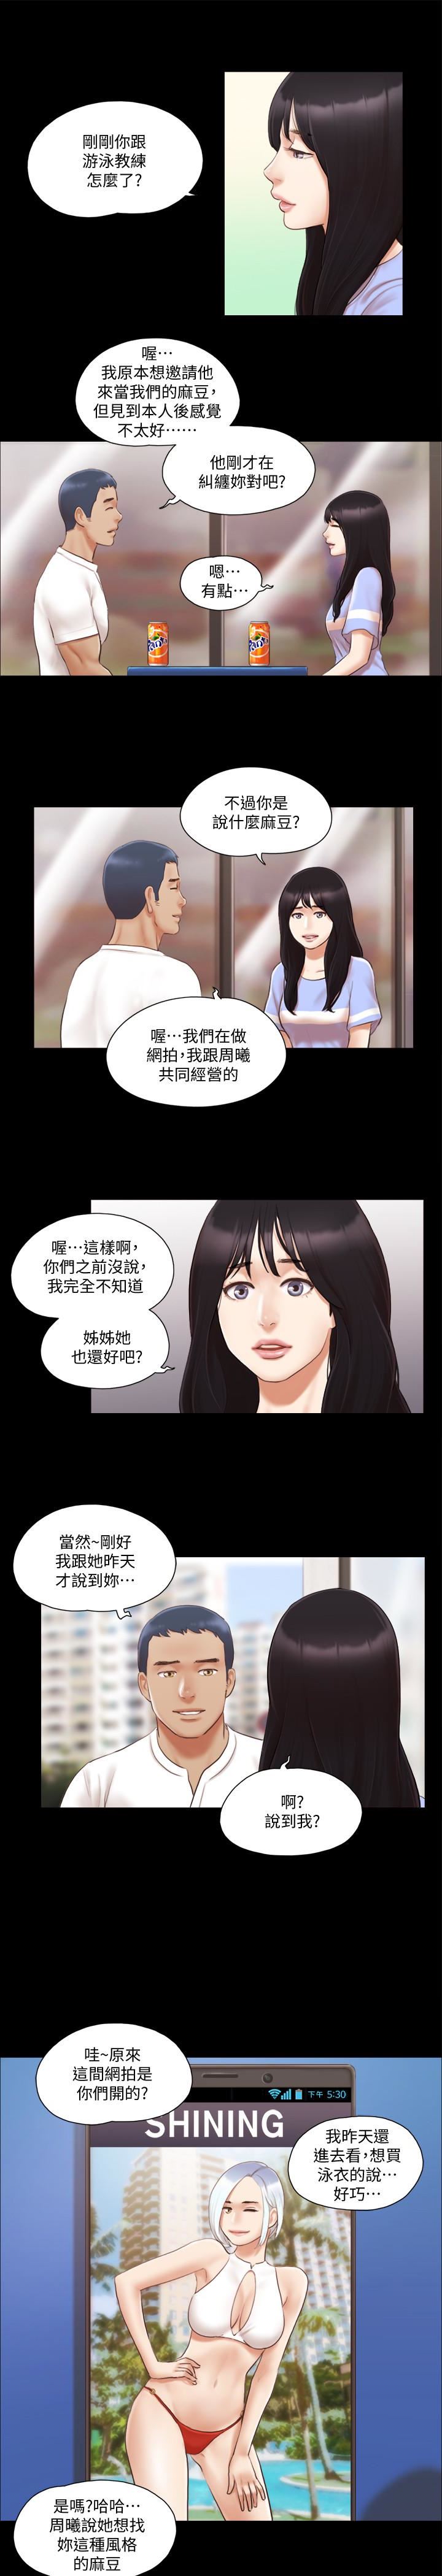 剛剛你跟
游泳教練
怎麼了?
喔⋯
我原本想邀請他
來當我們的麻豆,
但見到本人後感覺
不太好⋯⋯
他剛才在
糾纏妳對吧?
嗯⋯
有點⋯
不過你是
說什麼麻豆?
喔⋯我們在做
網拍,我跟周曦
共同經營的
喔⋯這樣啊,
你們之前沒說,
我完全不知道
姊姊她
也還好吧?
當然~剛好
我跟她昨天
才說到妳⋯
啊?
說到我?
哇~原來
這間網拍是
你們開的?
下午 5:30
SHINING
我昨天還
進去看,想買
泳衣的說⋯
好巧⋯
是嗎?哈哈⋯
周曦說她想找
妳這種風格
的麻豆